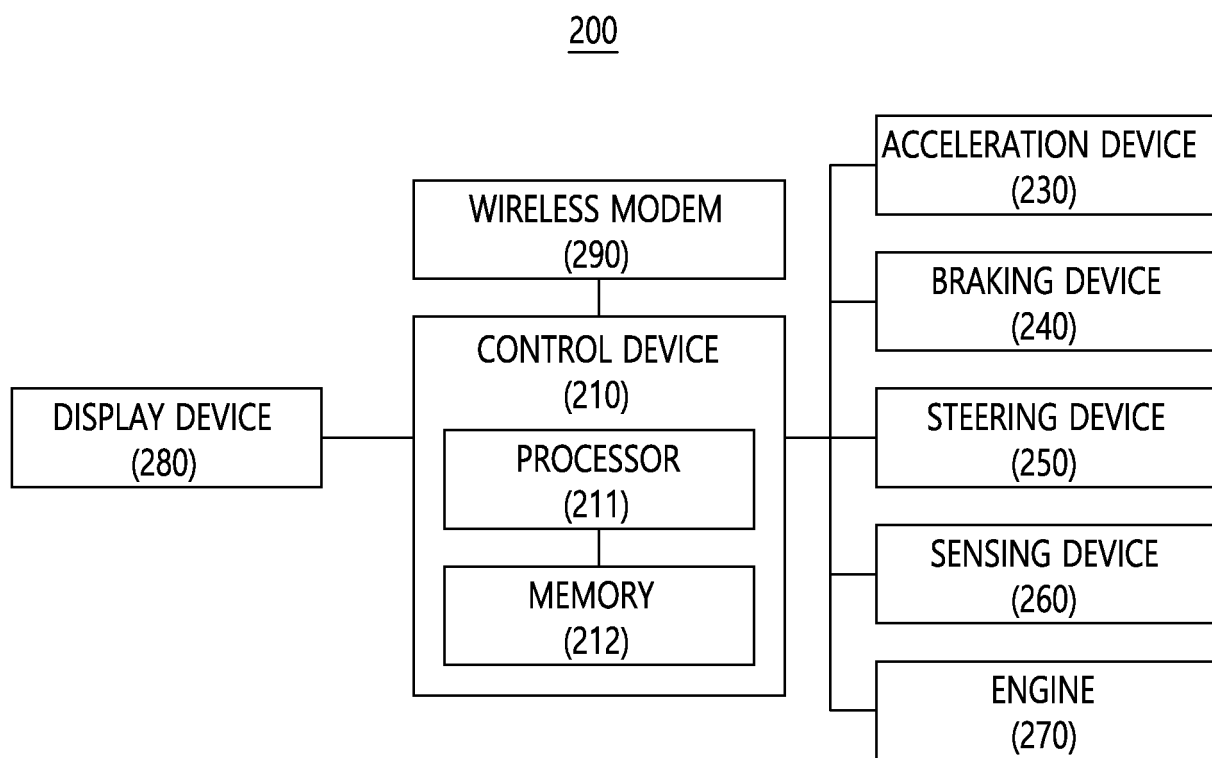 200
WIRELESS MODEM
(290)
CONTROL DEVICE
(210)
PROCESSOR
(211)
MEMORY
(212)
DISPLAY DEVICE
(280)
ACCELERATION DEVICE
(230)
BRAKING DEVICE
(240)
STEERING DEVICE
(250)
SENSING DEVICE
(260)
ENGINE
(270)